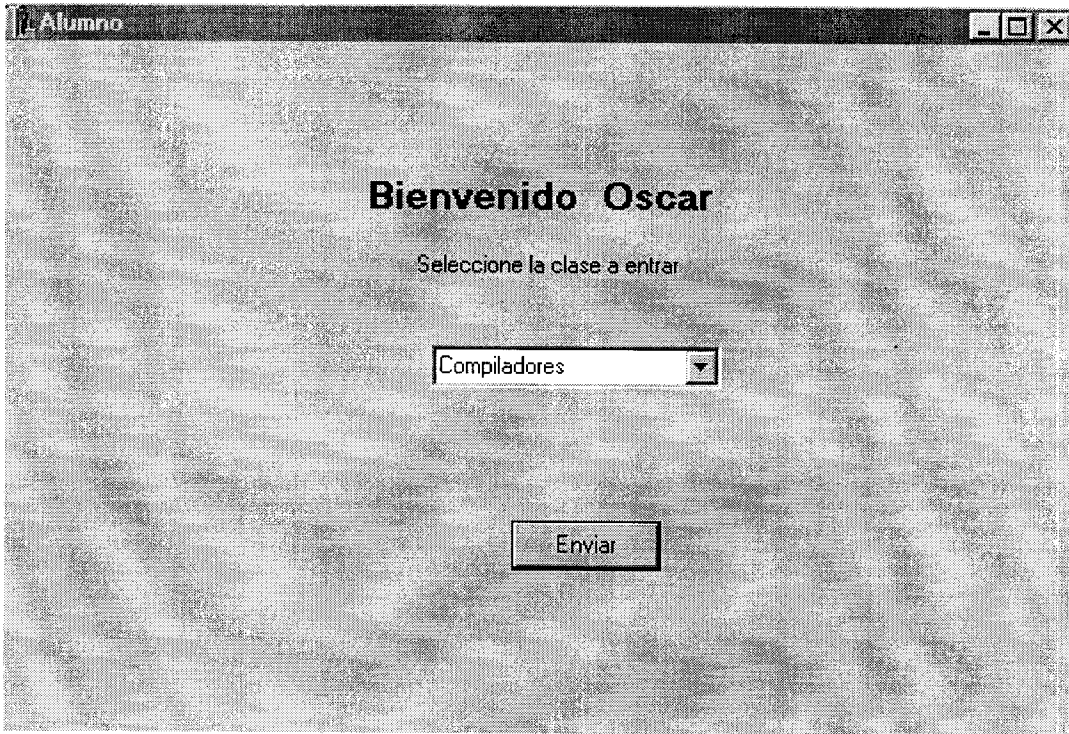 Alumno
Bienvenido Oscar
Seleccione la clase a entrar
Compiladores
Enviar